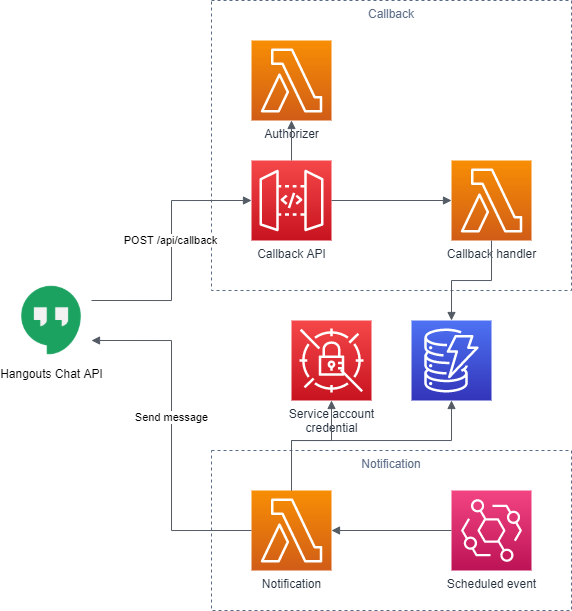 Callback
Authorizer
POST /api/callback
Callback API
Callback handler
Hangouts Chat API
Service account
credential
Send message
Notification
Notification
Scheduled event